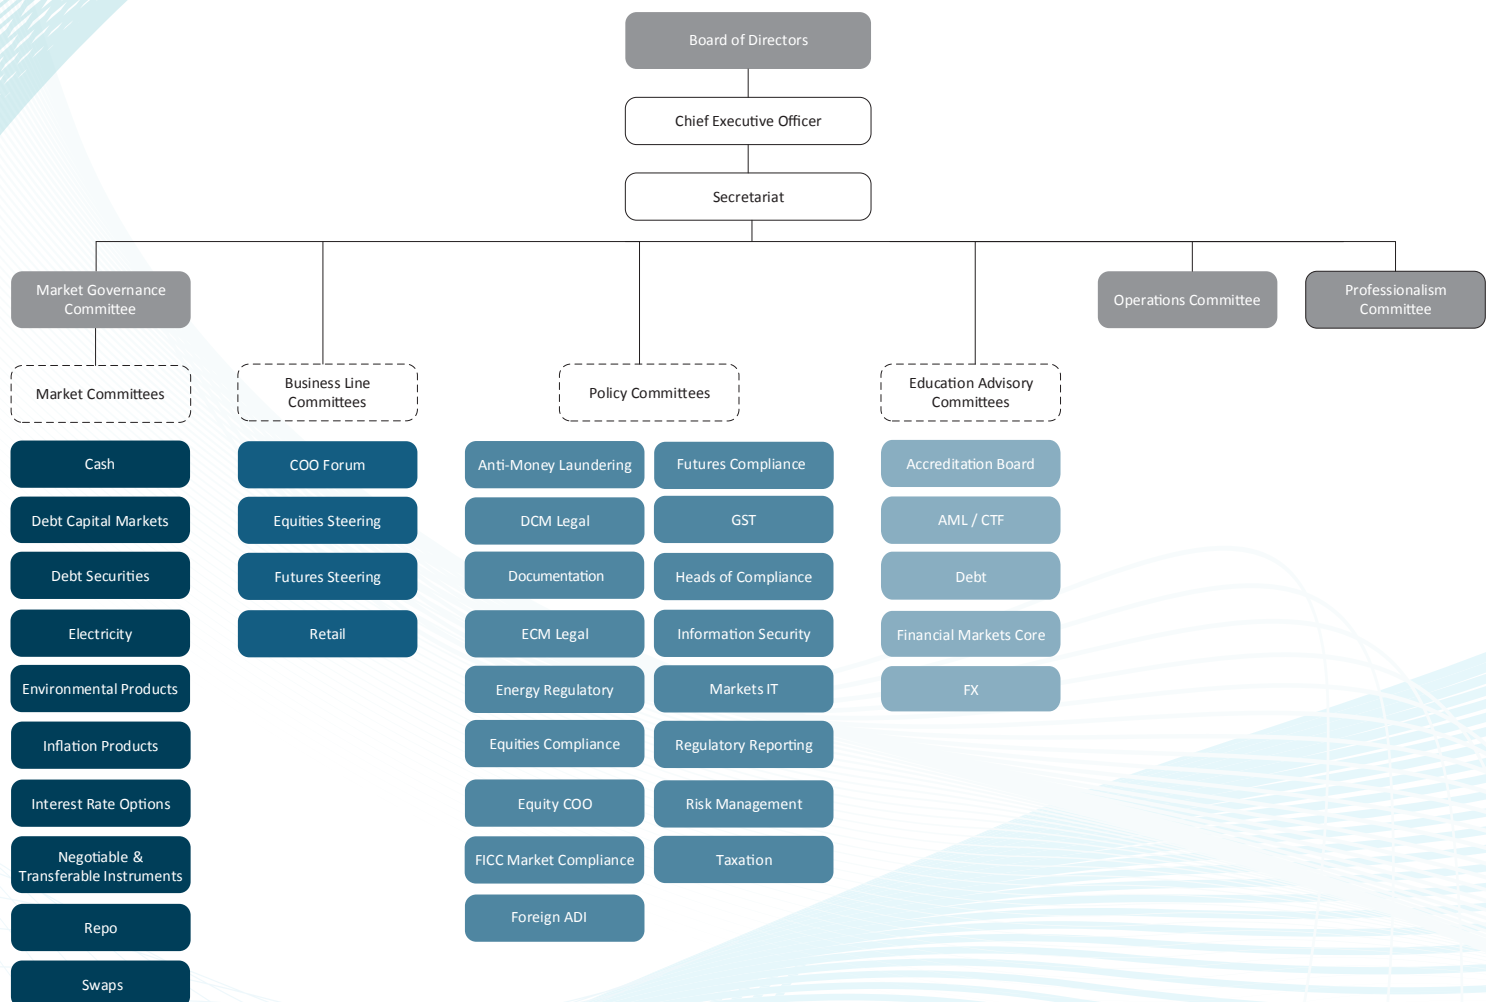 Board of Directors
Chief Executive Officer
Secretariat
Market Governance
Committee
Operations Committee
Professionalism
Committee
Market Committees
Business Line
Committees
Policy Committees
Education Advisory
Committees
Cash
Debt Capital Markets
Debt Securities
Electricity
Environmental Products
Inflation Products
Interest Rate Options
Negotiable &
Transferable Instruments
Repo
Swaps
COO Forum
Equities Steering
Futures Steering
Retail
Anti-Money Laundering
DCM Legal
Documentation
ECM Legal
Energy Regulatory
Equities Compliance
Equity COO
FICC Market Compliance
Foreign ADI
Futures Compliance
GST
Heads of Compliance
Information Security
Markets IT
Regulatory Reporting
Risk Management
Taxation
Accreditation Board
AML / CTF
Debt
Financial Markets Core
FX